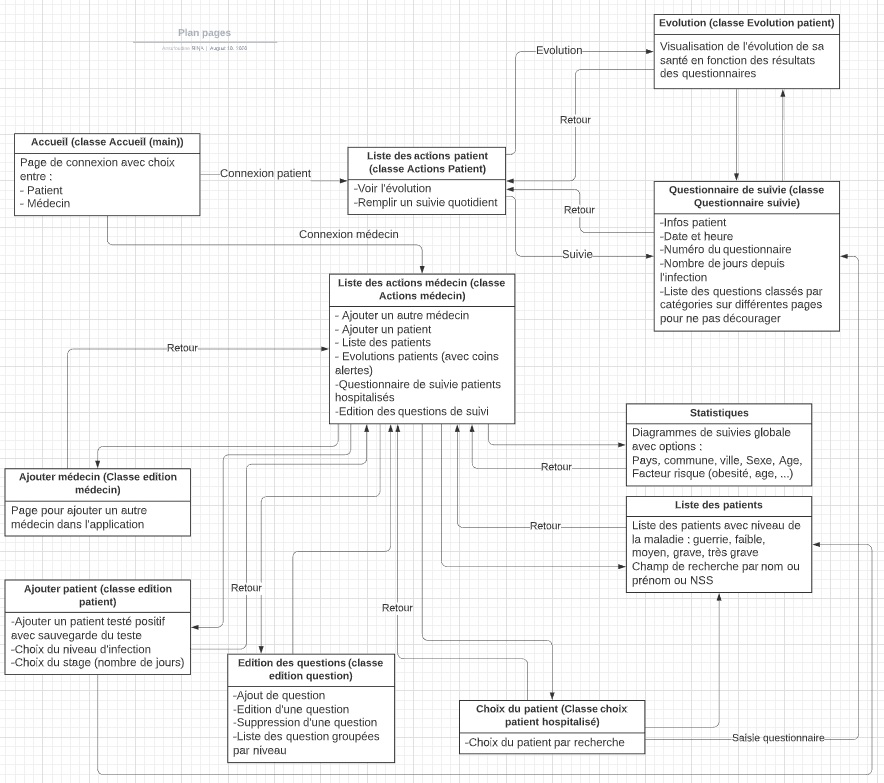 Plan pages
RINA | August 10, 2020
Evolution (classe Evolution patient)
Visualisation de l'évolution de sa
santé en fonction des résultats
des questionnaires
Evolution
Retour
Accueil (classe Accueil (main))
Page de connexion avec choix
entre :
- Patient
- Médecin
Connexion patient
Liste des actions patient
(classe Actions Patient)
-Voir l'évolution
-Remplir un suivie quotidient
Retour
Suivie
Questionnaire de suivie (classe
Questionnaire suivie)
-Infos patient
-Date et heure
-Numéro du questionnaire
-Nombre de jours depuis
l'infection
-Liste des questions classés par
catégories sur différentes pages
pour ne pas décourager
Connexion médecin
Liste des actions médecin (classe
Actions médecin)
- Ajouter un autre médecin
- Ajouter un patient
- Liste des patients
- Evolutions patients (avec coins
alertes)
-Questionnaire de suivie patients
hospitalisés
-Edition des questions de suivi
Retour
Statistiques
Diagrammes de suivies globale
avec options :
Pays, commune, ville, Sexe, Age,
Facteur risque (obesité, age, ...)
Retour
Ajouter médecin (Classe edition
médecin)
Page pour ajouter un autre
médecin dans l'application
Liste des patients
Liste des patients avec niveau de
la maladie : guerrie, faible,
moyen, grave, très grave
Champ de recherche par nom ou
prénom ou NSS
Retour
Ajouter patient (classe edition
patient)
-Ajouter un patient testé positif
avec sauvegarde du teste
-Choix du niveau d'infection
-Choix du stage (nombre de jours)
Retour
Retour
Edition des questions (classe
edition question)
-Ajout de question
-Edition d'une question
-Suppression d'une question
-Liste des question groupées
par niveau
Choix du patient (Classe choix
patient hospitalisé)
-Choix du patient par recherche
Saisie questionnaire